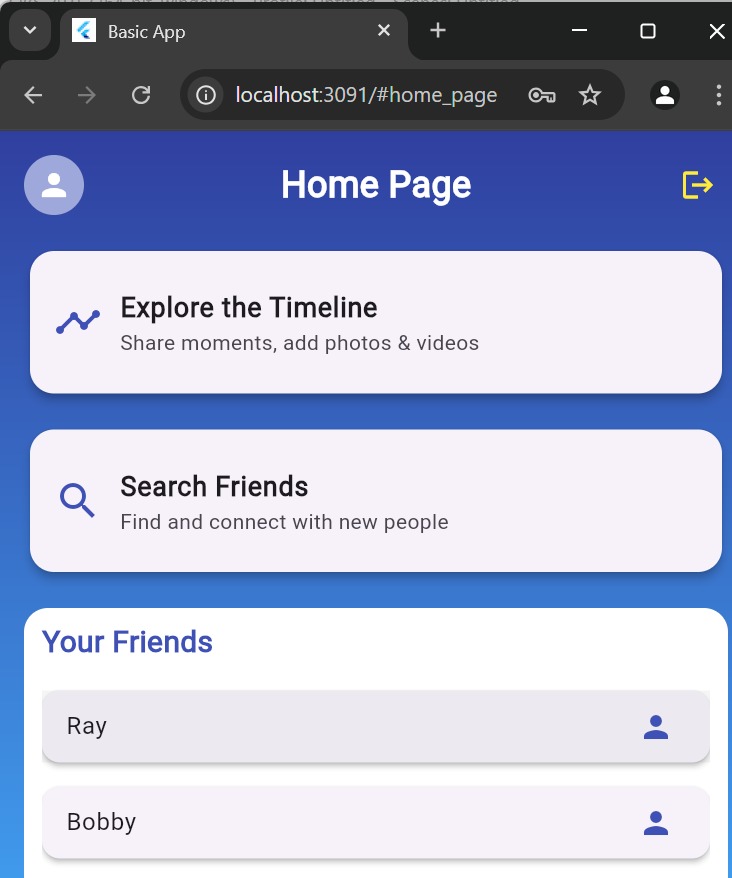 Basic App
localhost:3091/#home_page
Home Page
Explore the Timeline
Share moments, add photos & videos
Search Friends
Find and connect with new people
Your Friends
Ray
Bobby